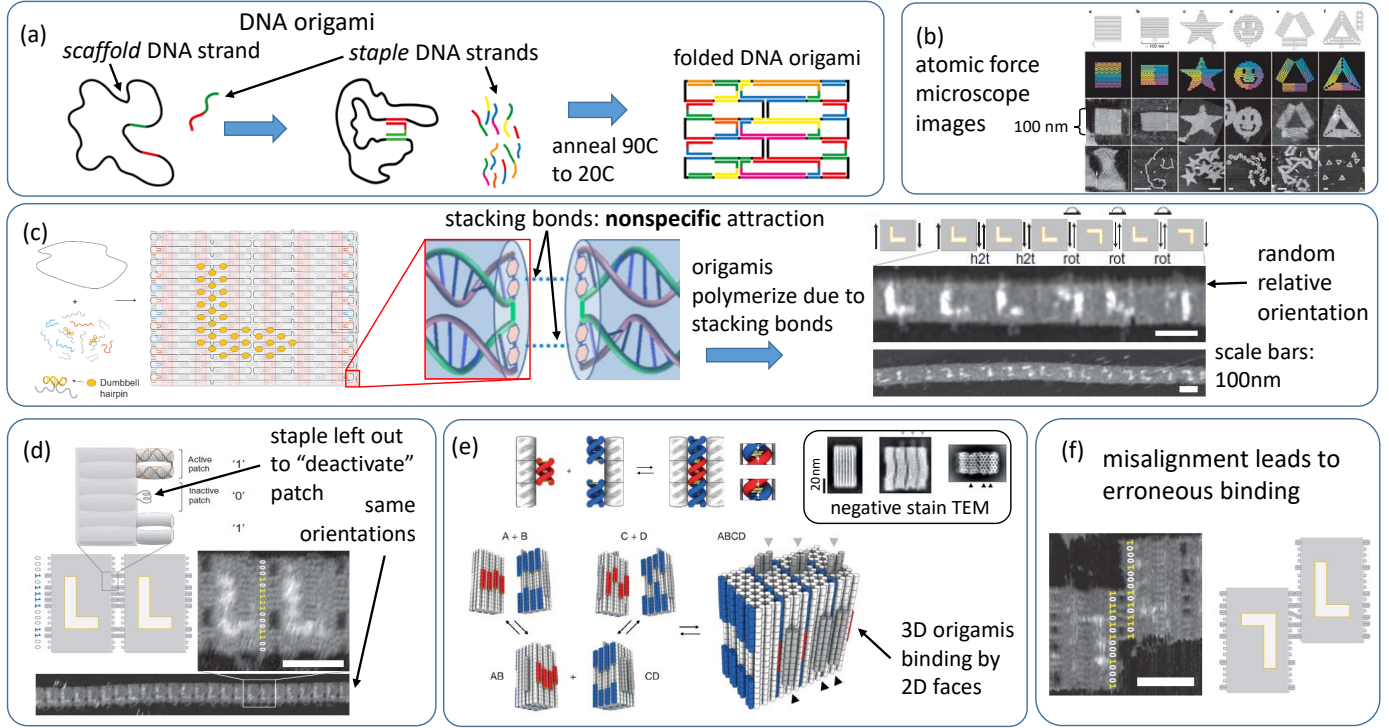 (a)
DNA origami
scaffold DNA strand
staple DNA strands
folded DNA origami
anneal 90C
to 20C
(b)
atomic force
microscope
images
100 nm
a
b
c
d
e
f
~ 100 nm
(c)
stacking bonds: nonspecific attraction
+
Dumbbell
hairpin
origamis
polymerize due to
stacking bonds
h2t
h2t
rot
rot
rot
random
relative
orientation
scale bars:
100nm
(d)
staple left out
to “deactivate”
patch
Active
patch
'1'
Inactive
patch
'0'
'1'
same
orientations
(e)
+
20nm
negative stain TEM
A + B
C + D
ABCD
AB
+
CD
3D origamis
binding by
2D faces
(f)
misalignment leads to
erroneous binding